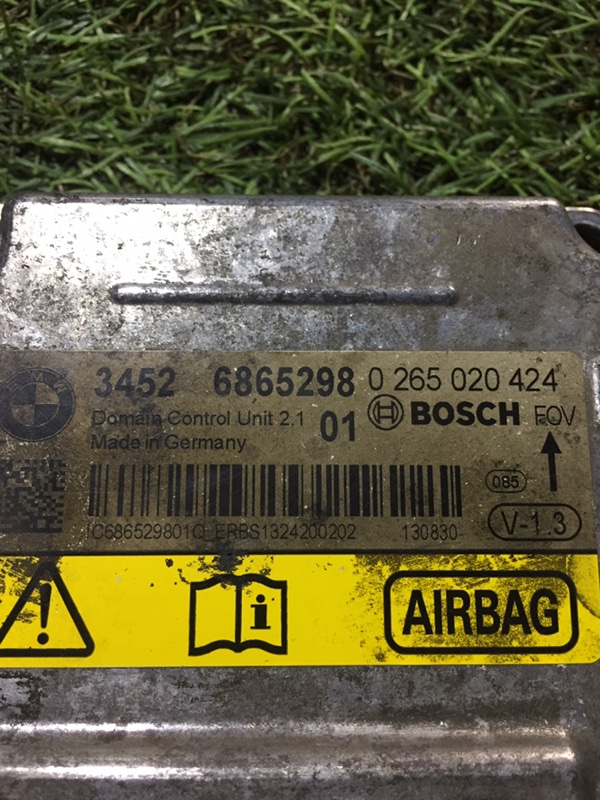 BMW
3452 6865298 0 265 020 424
Domain Control Unit 2.1 01 BOSCH FOV
Made in Germany
085
V-1.3
IC686529801Q ERBS1324200202 130830
AIRBAG